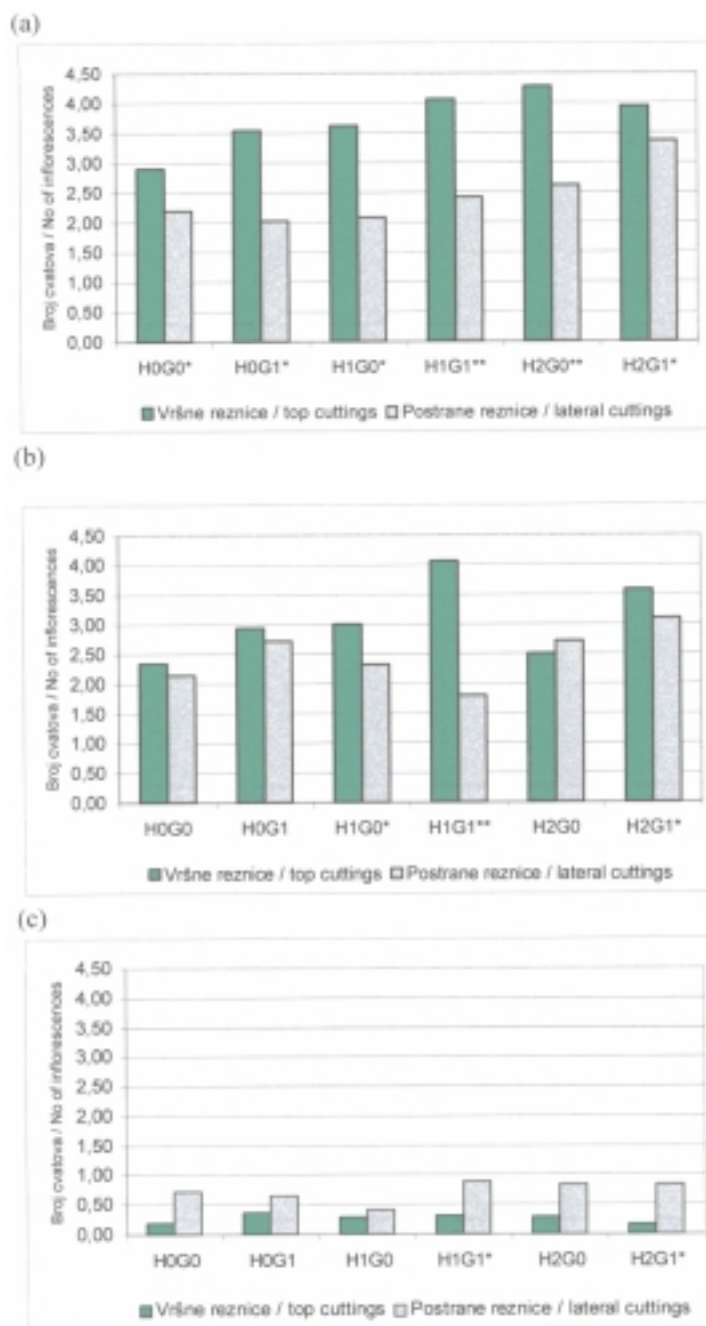 (a)
Broj cvatova / No of inflorescences
4,50
4,00
3,50
3,00
2,50
2,00
1,50
1,00
0,50
0,00
H0G0* H0G1* H1G0* H1G1** H2G0** H2G1*
Vršne reznice / top cuttings Postrane reznice / lateral cuttings
(b)
Broj cvatova / No of inflorescences
4,50
4,00
3,50
3,00
2,50
2,00
1,50
1,00
0,50
0,00
H0G0 H0G1 H1G0* H1G1** H2G0 H2G1*
Vršne reznice / top cuttings Postrane reznice / lateral cuttings
(c)
Broj cvatova / No of inflorescences
4,50
4,00
3,50
3,00
2,50
2,00
1,50
1,00
0,50
0,00
H0G0 H0G1 H1G0 H1G1* H2G0 H2G1*
Vršne reznice / top cuttings Postrane reznice / lateral cuttings